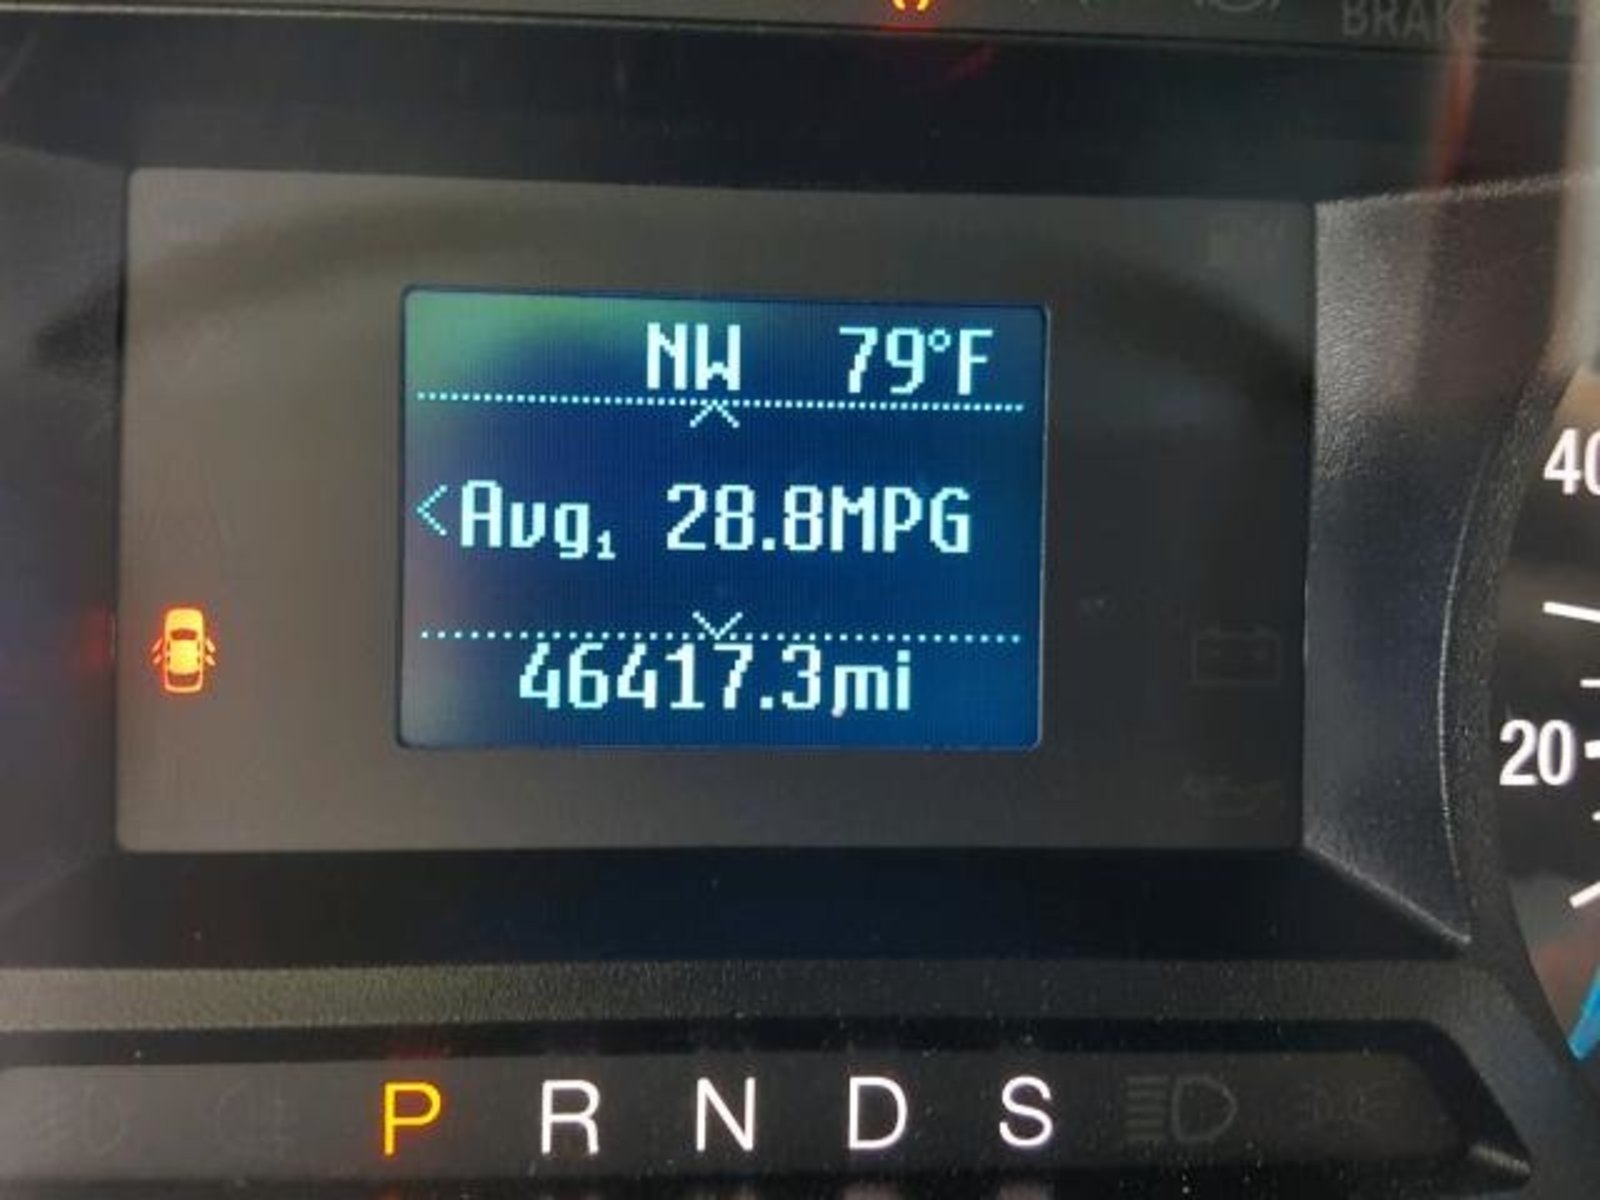 BRAKE
NW 79°F
<Avg₁ 28.8MPG
46417.3mi
40
20
P R N D S